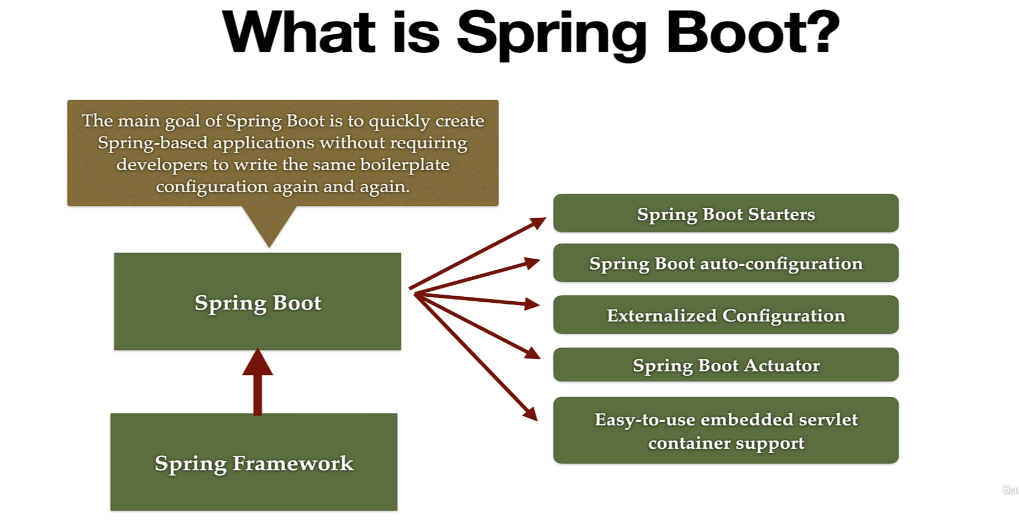 What is Spring Boot?
The main goal of Spring Boot is to quickly create
Spring-based applications without requiring
developers to write the same boilerplate
configuration again and again.
Spring Boot
Spring Framework
Spring Boot Starters
Spring Boot auto-configuration
Externalized Configuration
Spring Boot Actuator
Easy-to-use embedded servlet
container support